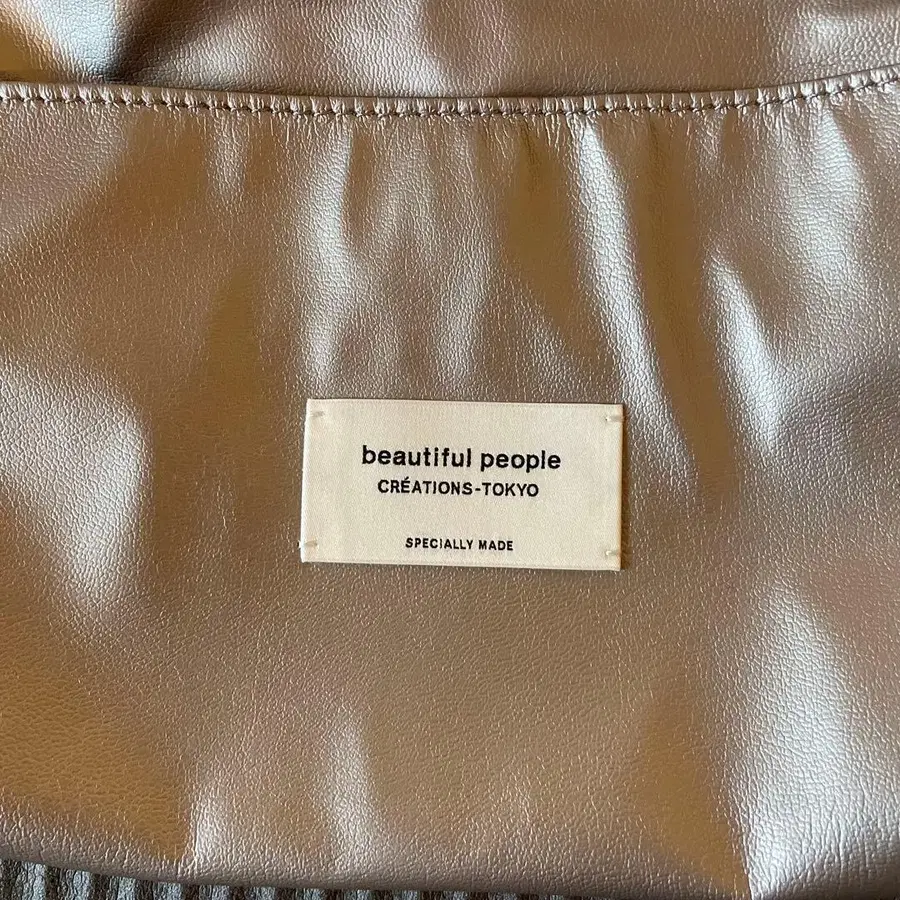 beautiful people
CRÉATIONS-TOKYO
SPECIALLY MADE